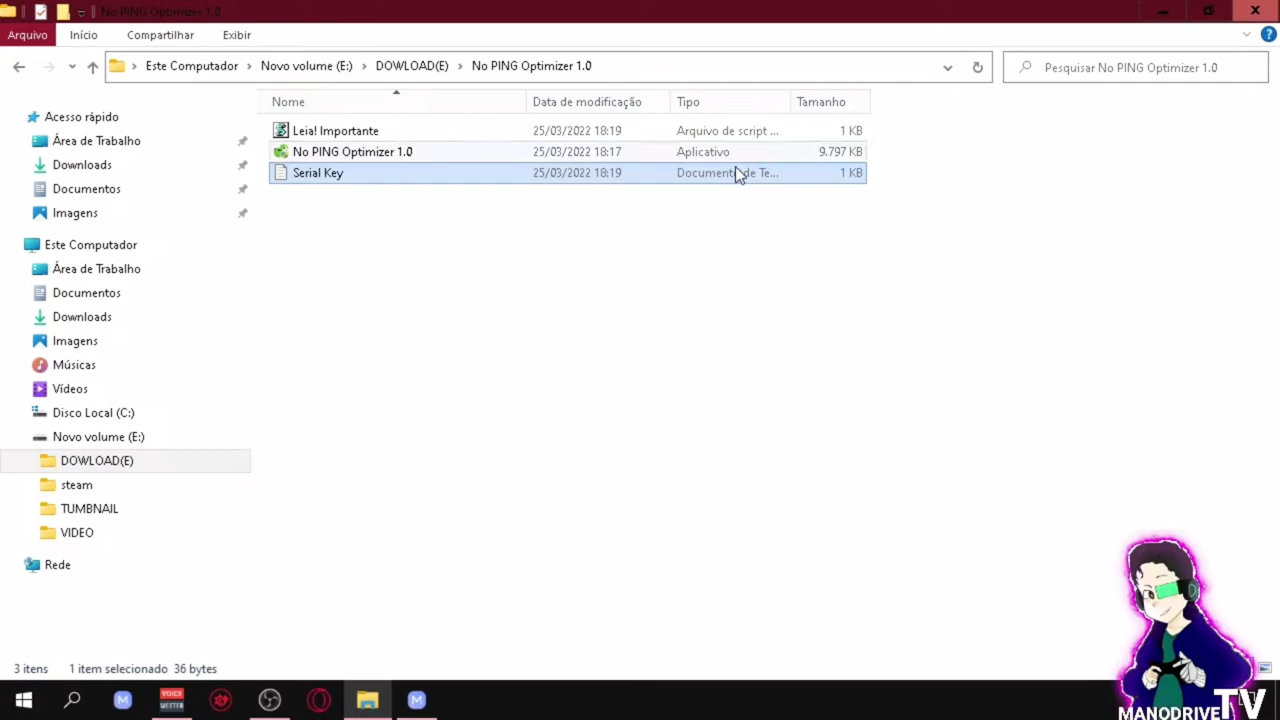 No PING Optimizer 1.0
Arquivo Início Compartilhar Exibir
Este Computador > Novo volume (E:) > DOWLOAD(E) > No PING Optimizer 1.0
Pesquisar No PING Optimizer 1.0
Nome Data de modificação Tipo Tamanho
Leia! Importante 25/03/2022 18:19 Arquivo de script ... 1 KB
No PING Optimizer 1.0 25/03/2022 18:17 Aplicativo 9.797 KB
Serial Key 25/03/2022 18:19 Documento de Te... 1 KB
Acesso rápido
Área de Trabalho
Downloads
Documentos
Imagens
Este Computador
Área de Trabalho
Documentos
Downloads
Imagens
Músicas
Vídeos
Disco Local (C:)
Novo volume (E:)
DOWLOAD(E)
steam
TUMBNAIL
VIDEO
Rede
3 itens 1 item selecionado 36 bytes
VOICE
MEETER
MANODRIVE TV